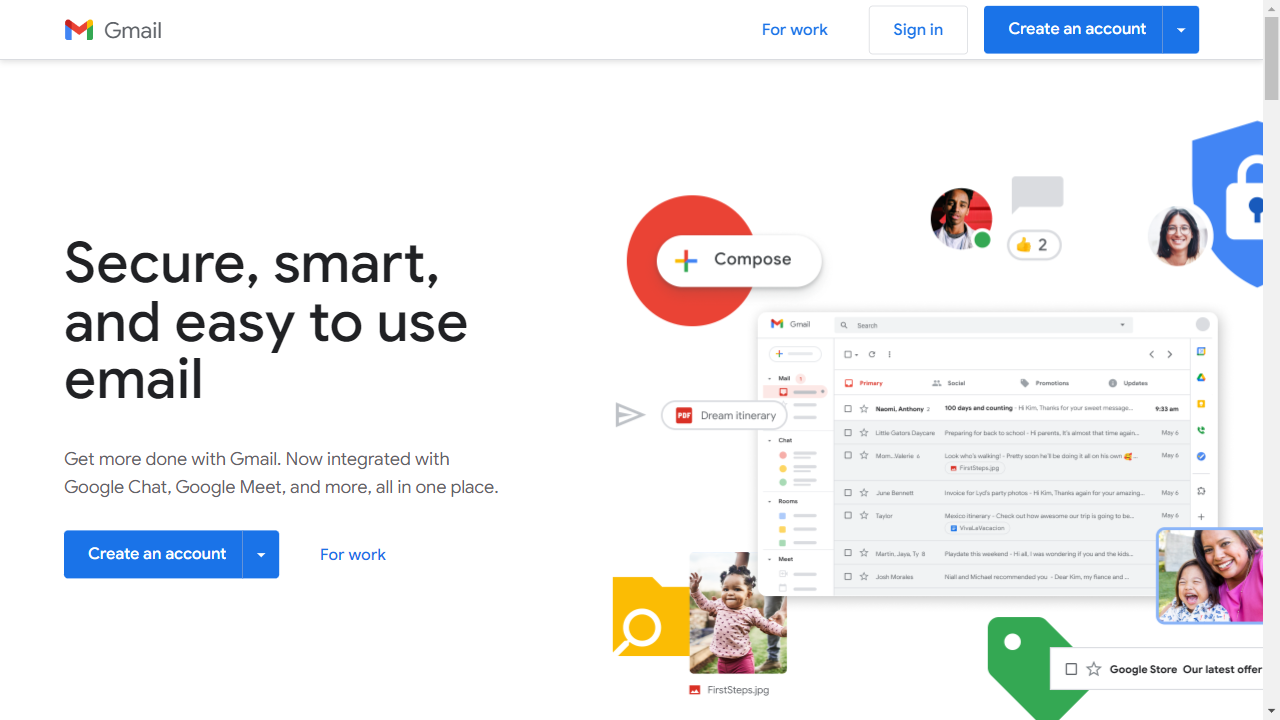 Gmail
For work
Sign in
Create an account
Secure, smart,
and easy to use
email
Get more done with Gmail. Now integrated with
Google Chat, Google Meet, and more, all in one place.
Create an account
For work
Compose
👍 2
Gmail
Search
Mail 1
Primary
Social
Promotions
Updates
Naomi, Anthony 2
100 days and counting - Hi Kim, Thanks for your sweet message...
9:33 am
PDF
Dream itinerary
Little Gators Daycare
Preparing for back to school - Hi parents, It's almost that time again...
May 6
Chat
Mom...Valerie 6
Look who's walking! - Pretty soon he'll be doing it all on his own 🥰...
May 6
FirstSteps.jpg
June Bennett
Invoice for Lyd's party photos - Hi Kim, Thanks again for your amazing...
May 6
Rooms
Taylor
Mexico itinerary - Check out how awesome our trip is going to be...
May 6
VivaLaVacacion
Martin, Jaya, Ty 8
Playdate this weekend - Hi all, I was wondering if you and the kids...
Meet
Josh Morales
Niall and Michael recommended you - Dear Kim, my fiance and ...
FirstSteps.jpg
Google Store Our latest offer